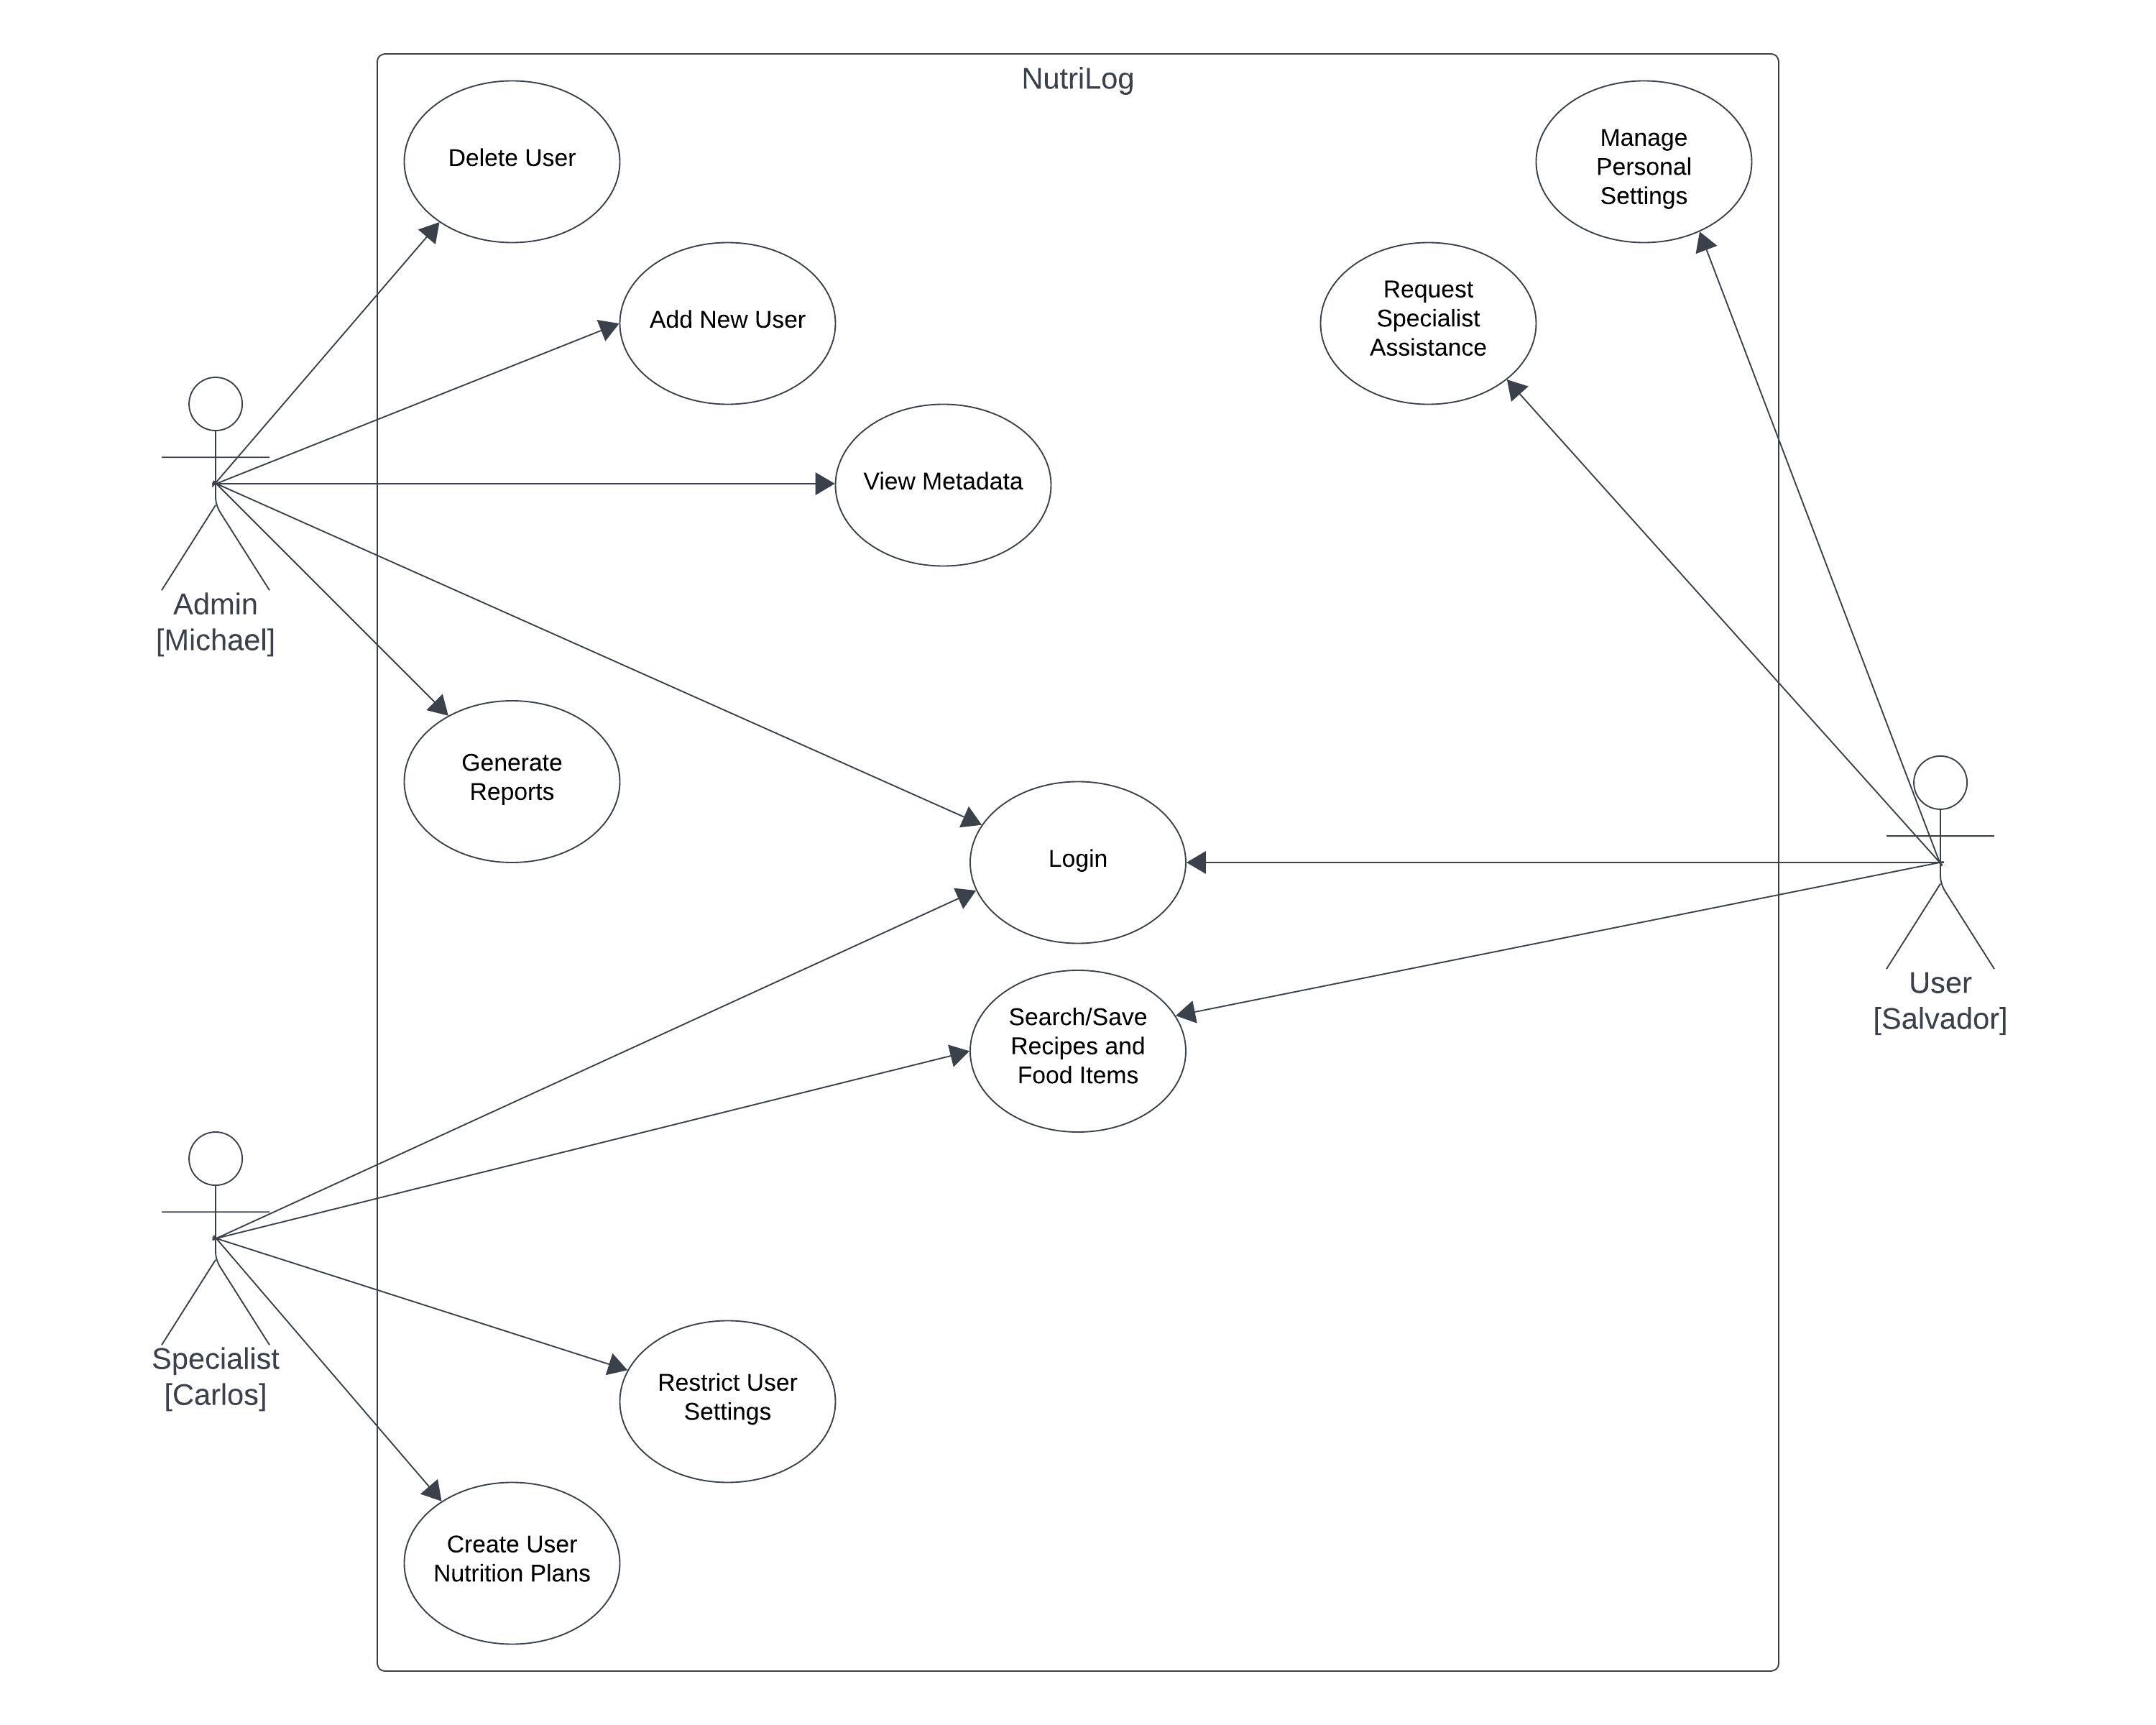 NutriLog
Delete User
Manage
Personal
Settings
Add New User
Request
Specialist
Assistance
View Metadata
Admin
[Michael]
Generate
Reports
Login
User
[Salvador]
Search/Save
Recipes and
Food Items
Specialist
[Carlos]
Restrict User
Settings
Create User
Nutrition Plans